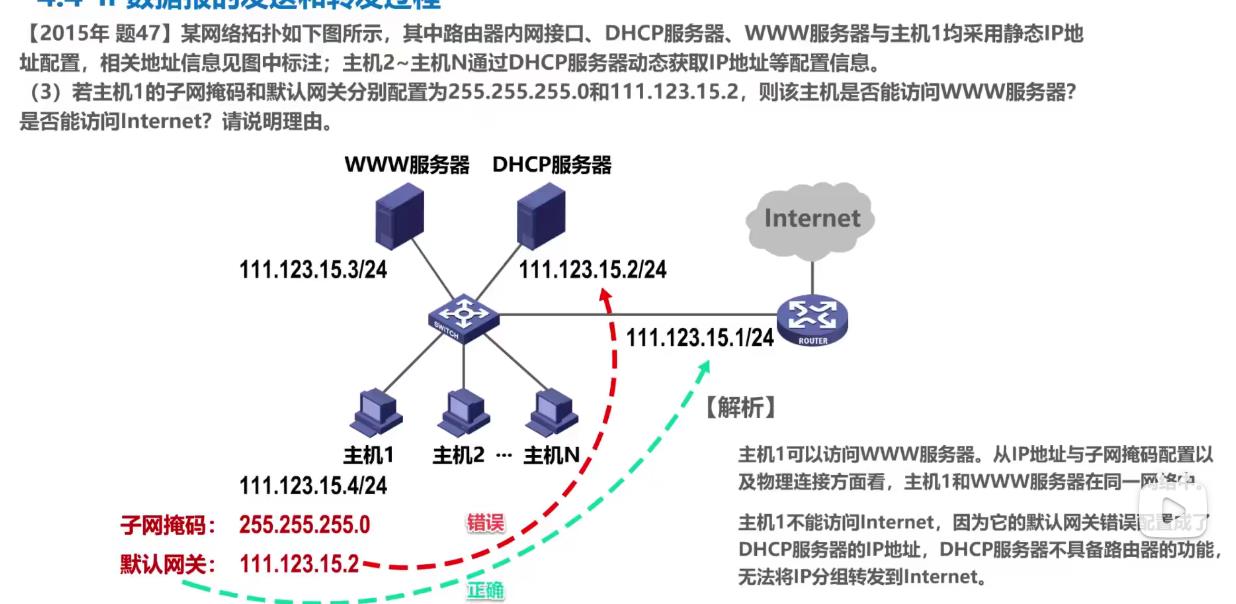 4.4 IP数据报的发送和转发过程
【2015年 题47】某网络拓扑如下图所示，其中路由器内网接口、DHCP服务器、WWW服务器与主机1均采用静态IP地
址配置，相关地址信息见图中标注；主机2~主机N通过DHCP服务器动态获取IP地址等配置信息。
（3）若主机1的子网掩码和默认网关分别配置为255.255.255.0和111.123.15.2，则该主机是否能访问WWW服务器？
是否能访问Internet？请说明理由。
WWW服务器 DHCP服务器
Internet
111.123.15.3/24 111.123.15.2/24
SWITCH
111.123.15.1/24
ROUTER
【解析】
主机1 主机2 … 主机N
111.123.15.4/24
子网掩码： 255.255.255.0
错误
默认网关： 111.123.15.2
正确
主机1可以访问WWW服务器。从IP地址与子网掩码配置以
及物理连接方面看，主机1和WWW服务器在同一网络中。
主机1不能访问Internet，因为它的默认网关错误配置成了
DHCP服务器的IP地址，DHCP服务器不具备路由器的功能，
无法将IP分组转发到Internet。